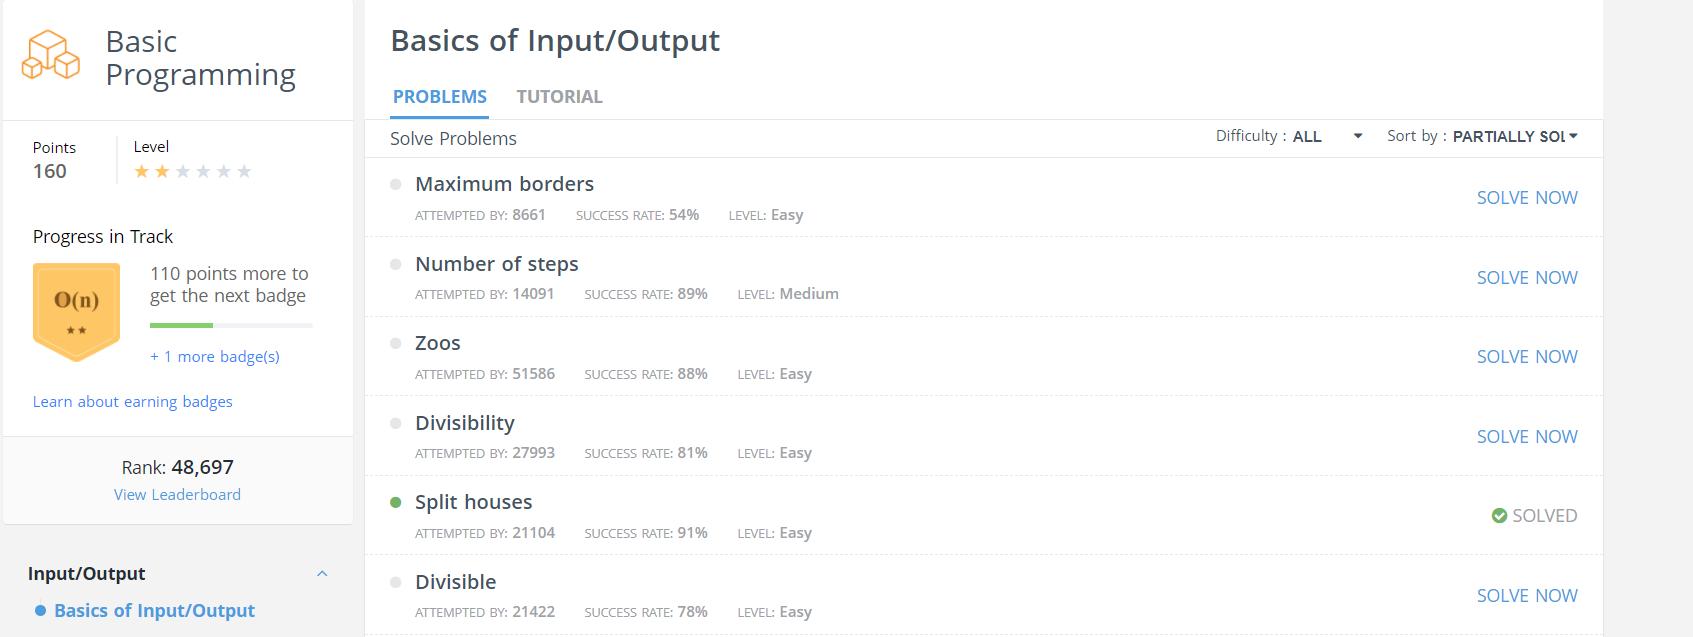 Basic
Programming
Points
160
Level
Progress in Track
O(n)
110 points more to
get the next badge
+ 1 more badge(s)
Learn about earning badges
Rank: 48,697
View Leaderboard
Input/Output
Basics of Input/Output
Basics of Input/Output
PROBLEMS TUTORIAL
Solve Problems Difficulty : ALL Sort by : PARTIALLY SOL
Maximum borders
ATTEMPTED BY: 8661 SUCCESS RATE: 54% LEVEL: Easy
SOLVE NOW
Number of steps
ATTEMPTED BY: 14091 SUCCESS RATE: 89% LEVEL: Medium
SOLVE NOW
Zoos
ATTEMPTED BY: 51586 SUCCESS RATE: 88% LEVEL: Easy
SOLVE NOW
Divisibility
ATTEMPTED BY: 27993 SUCCESS RATE: 81% LEVEL: Easy
SOLVE NOW
Split houses
ATTEMPTED BY: 21104 SUCCESS RATE: 91% LEVEL: Easy
SOLVED
Divisible
ATTEMPTED BY: 21422 SUCCESS RATE: 78% LEVEL: Easy
SOLVE NOW